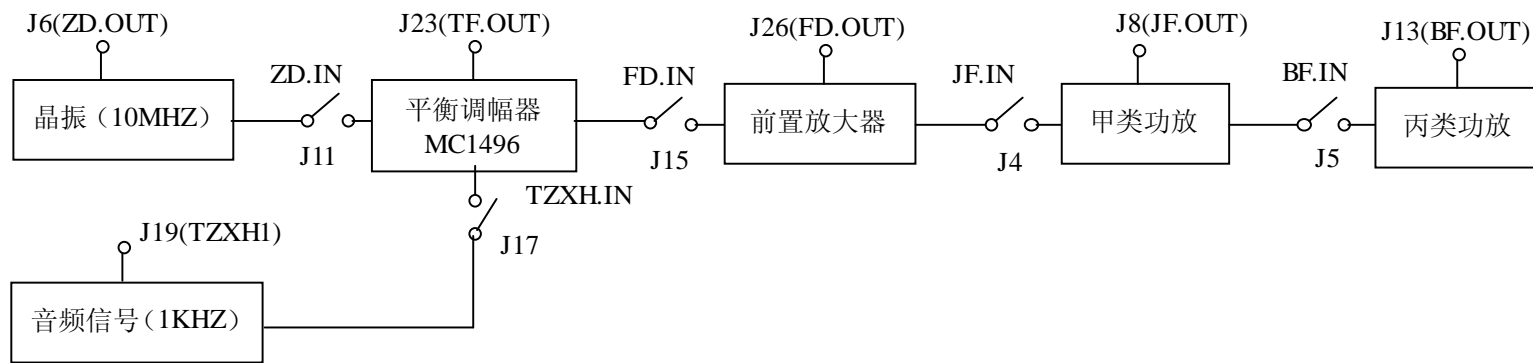 J6(ZD.OUT)
J23(TF.OUT)
J26(FD.OUT)
J8(JF.OUT)
J13(BF.OUT)
ZD.IN
FD.IN
JF.IN
BF.IN
晶振（10MHZ）
平衡调幅器
MC1496
前置放大器
甲类功放
丙类功放
J11
J15
J4
J5
TZXH.IN
J17
J19(TZXH1)
音频信号（1KHZ）